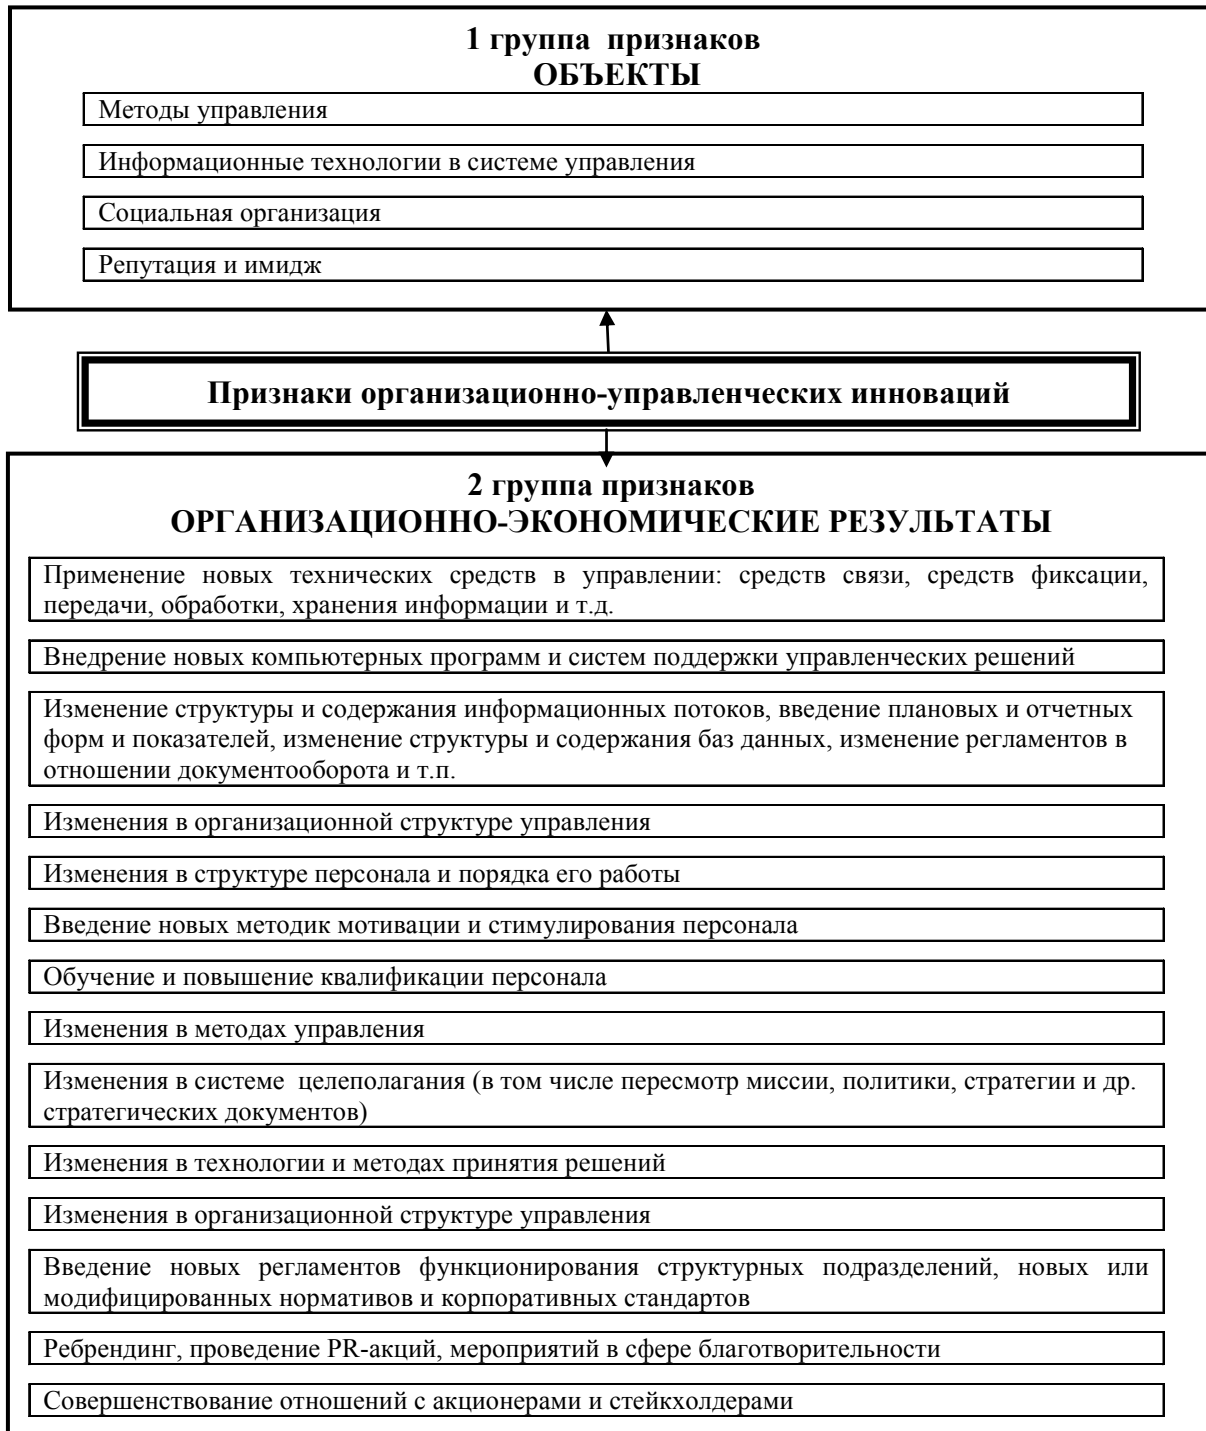 1 группа признаков
ОБЪЕКТЫ
Методы управления
Информационные технологии в системе управления
Социальная организация
Репутация и имидж
Признаки организационно-управленческих инноваций
2 группа признаков
ОРГАНИЗАЦИОННО-ЭКОНОМИЧЕСКИЕ РЕЗУЛЬТАТЫ
Применение новых технических средств в управлении: средств связи, средств фиксации,
передачи, обработки, хранения информации и т.д.
Внедрение новых компьютерных программ и систем поддержки управленческих решений
Изменение структуры и содержания информационных потоков, введение плановых и отчетных
форм и показателей, изменение структуры и содержания баз данных, изменение регламентов в
отношении документооборота и т.п.
Изменения в организационной структуре управления
Изменения в структуре персонала и порядка его работы
Введение новых методик мотивации и стимулирования персонала
Обучение и повышение квалификации персонала
Изменения в методах управления
Изменения в системе целеполагания (в том числе пересмотр миссии, политики, стратегии и др.
стратегических документов)
Изменения в технологии и методах принятия решений
Изменения в организационной структуре управления
Введение новых регламентов функционирования структурных подразделений, новых или
модифицированных нормативов и корпоративных стандартов
Ребрендинг, проведение PR-акций, мероприятий в сфере благотворительности
Совершенствование отношений с акционерами и стейкхолдерами